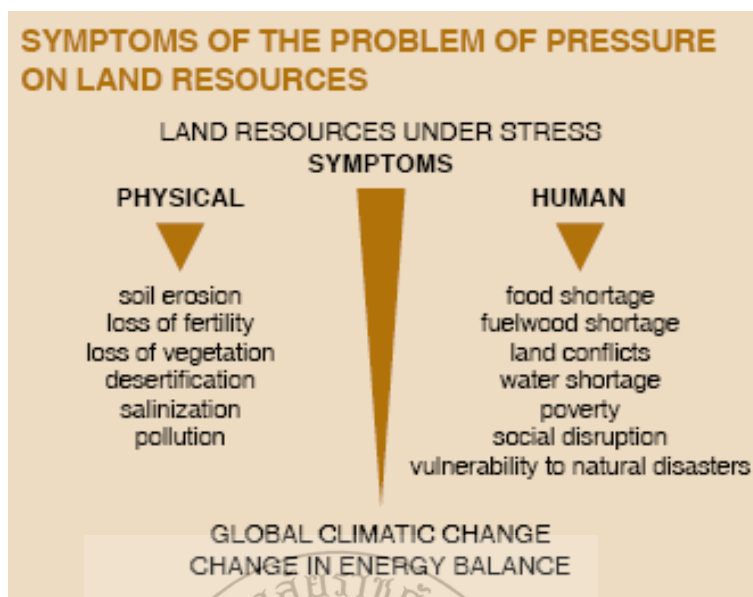 SYMPTOMS OF THE PROBLEM OF PRESSURE
ON LAND RESOURCES
LAND RESOURCES UNDER STRESS
SYMPTOMS
PHYSICAL
soil erosion
loss of fertility
loss of vegetation
desertification
salinization
pollution
HUMAN
food shortage
fuelwood shortage
land conflicts
water shortage
poverty
social disruption
vulnerability to natural disasters
GLOBAL CLIMATIC CHANGE
CHANGE IN ENERGY BALANCE